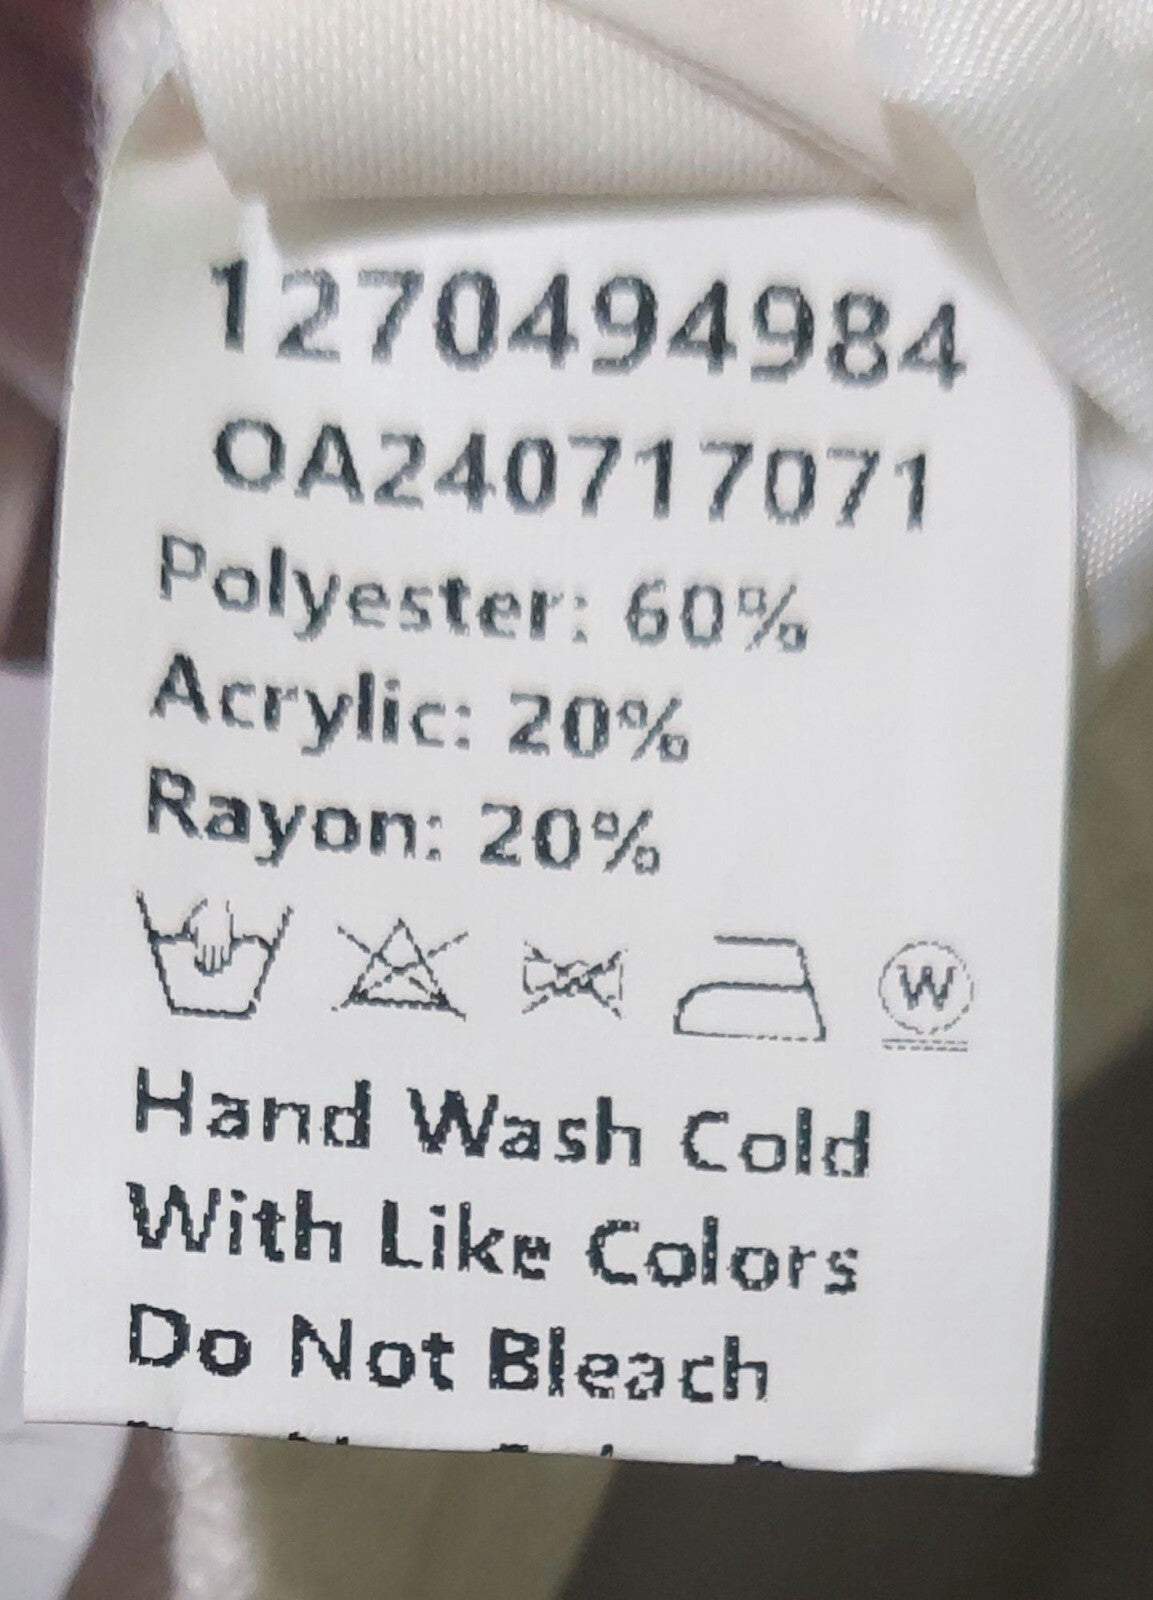 1270494984
OA240717071
Polyester: 60%
Acrylic: 20%
Rayon: 20%
W
Hand Wash Cold
With Like Colors
Do Not Bleach